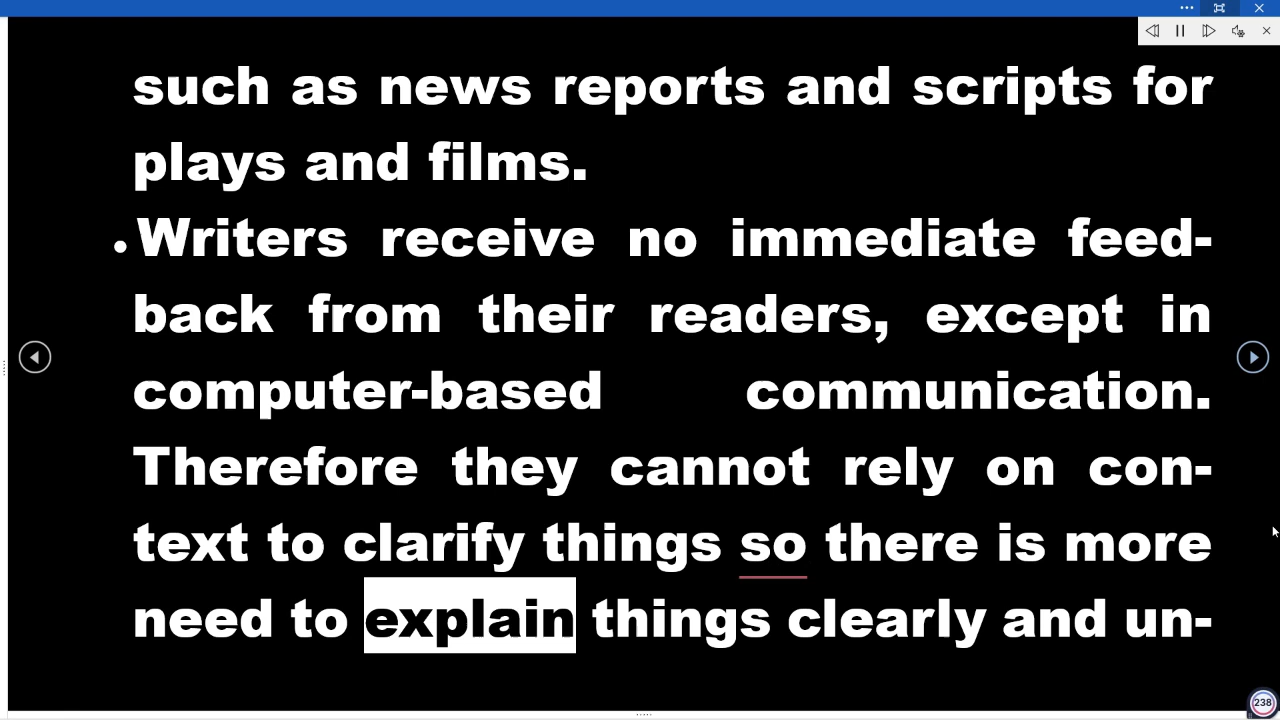 such as news reports and scripts for
plays and films.
•Writers receive no immediate feed-
back from their readers, except in
computer-based communication.
Therefore they cannot rely on con-
text to clarify things so there is more
need to explain things clearly and un-
238